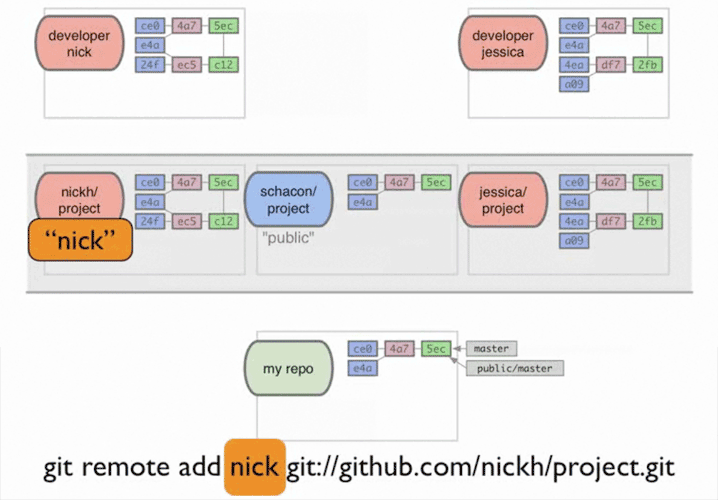 developer
nick
ce0 4a7 5ec
e4a
24f ec5 c12
developer
jessica
ce0 4a7 5ec
e4a
4ea df7 2fb
a09
nickh/
project
"nick"
ce0 4a7 5ec
e4a
24f ec5 c12
schacon/
project
"public"
ce0 4a7 5ec
e4a
jessica/
project
ce0 4a7 5ec
e4a
4ea df7 2fb
a09
my repo
ce0 4a7 5ec master
e4a public/master
git remote add nick git://github.com/nickh/project.git